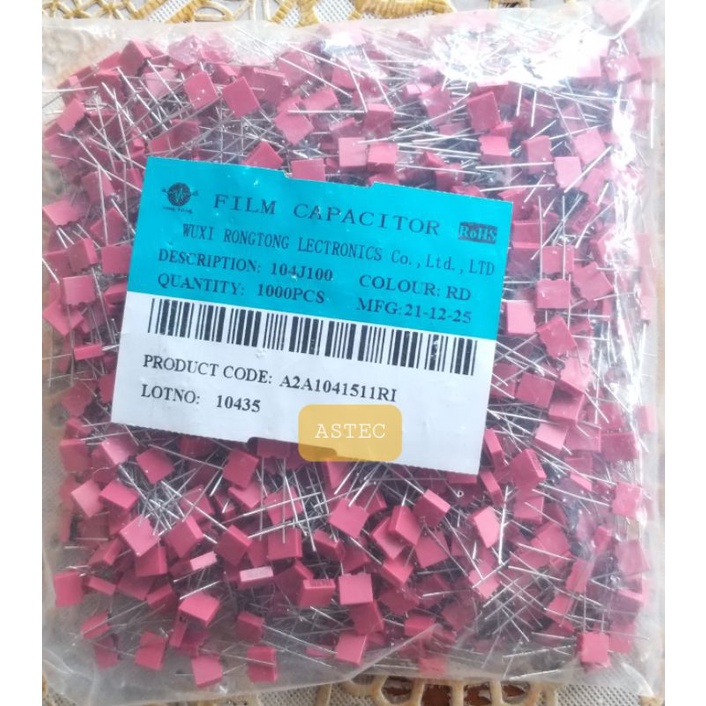 FILM CAPACITOR RoHS
WUXI RONGTONG LECTRONICS Co.,Ltd.,LTD
DESCRIPTION: 104J100 COLOUR: RD
QUANTITY: 1000PCS MFG:21-12-25
PRODUCT CODE: A2A1041511RI
LOTNO: 10435
ASTEC